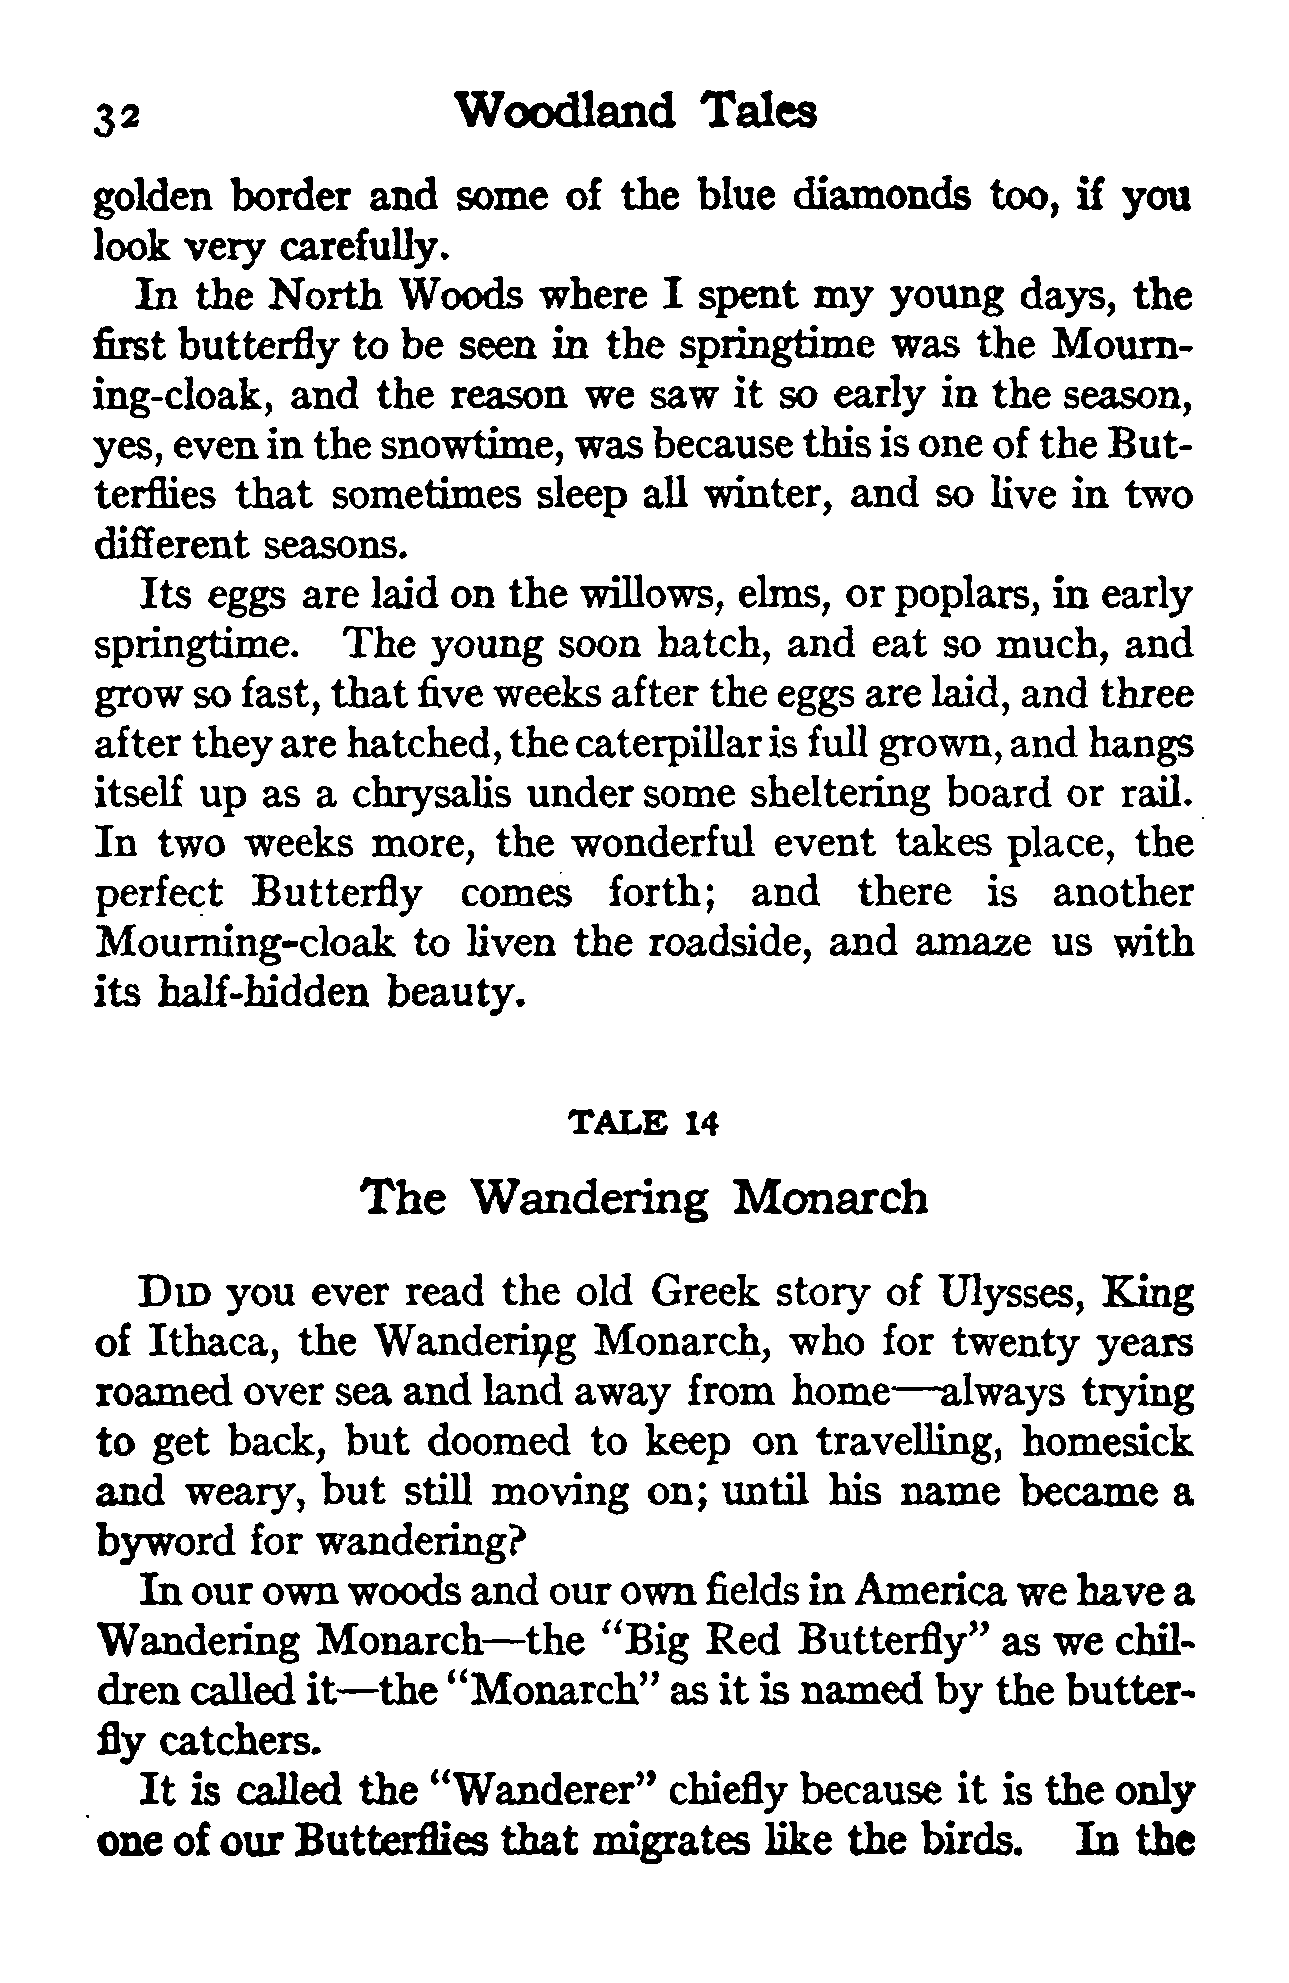 32 Woodland Tales
golden border and some of the blue diamonds too, if you
look very carefully.
In the North Woods where I spent my young days, the
first butterfly to be seen in the springtime was the Mourn-
ing-cloak, and the reason we saw it so early in the season,
yes, even in the snowtime, was because this is one of the But-
terflies that sometimes sleep all winter, and so live in two
different seasons.
Its eggs are laid on the willows, elms, or poplars, in early
springtime. The young soon hatch, and eat so much, and
grow so fast, that five weeks after the eggs are laid, and three
after they are hatched, the caterpillar is full grown, and hangs
itself up as a chrysalis under some sheltering board or rail.
In two weeks more, the wonderful event takes place, the
perfect Butterfly comes forth; and there is another
Mourning-cloak to liven the roadside, and amaze us with
its half-hidden beauty.
TALE 14
The Wandering Monarch
Did you ever read the old Greek story of Ulysses, King
of Ithaca, the Wandering Monarch, who for twenty years
roamed over sea and land away from home—always trying
to get back, but doomed to keep on travelling, homesick
and weary, but still moving on; until his name became a
byword for wandering?
In our own woods and our own fields in America we have a
Wandering Monarch—the "Big Red Butterfly" as we chil-
dren called it—the "Monarch" as it is named by the butter-
fly catchers.
It is called the "Wanderer" chiefly because it is the only
one of our Butterflies that migrates like the birds. In the